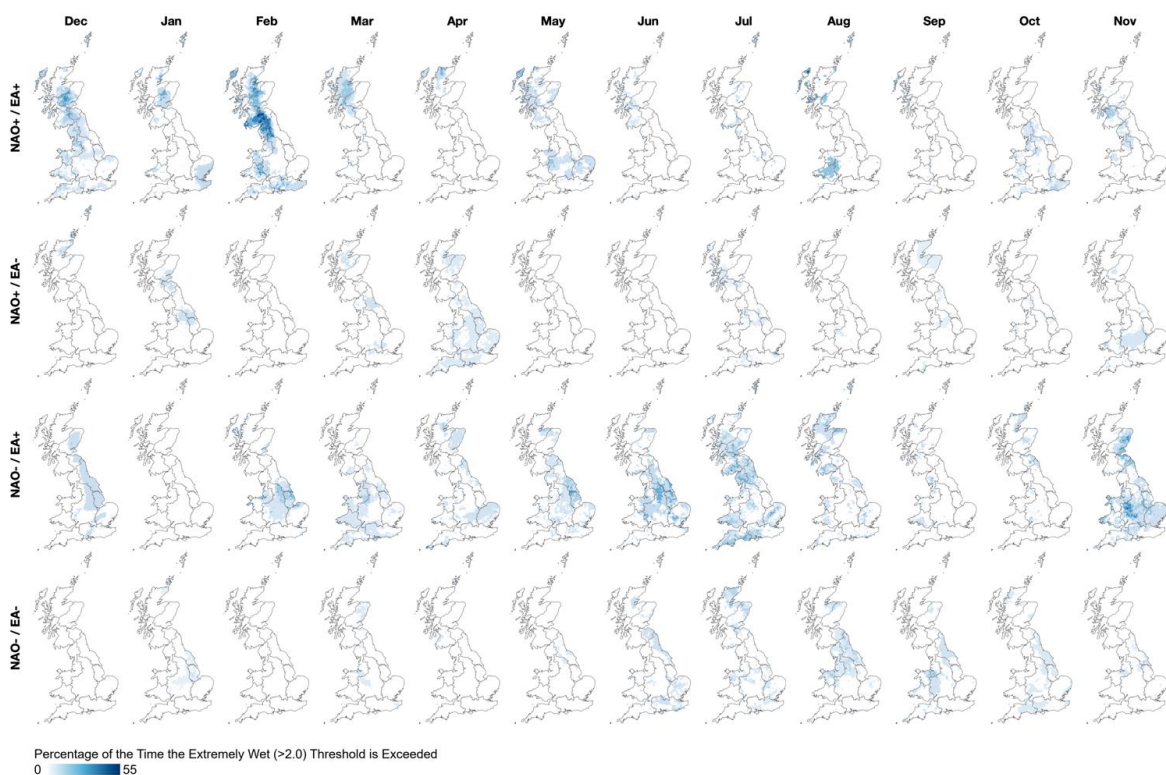 Dec Jan Feb Mar Apr May Jun Jul Aug Sep Oct Nov
NAO+ / EA+
NAO+ / EA-
NAO- / EA+
NAO- / EA-
Percentage of the Time the Extremely Wet (>2.0) Threshold is Exceeded
0 55